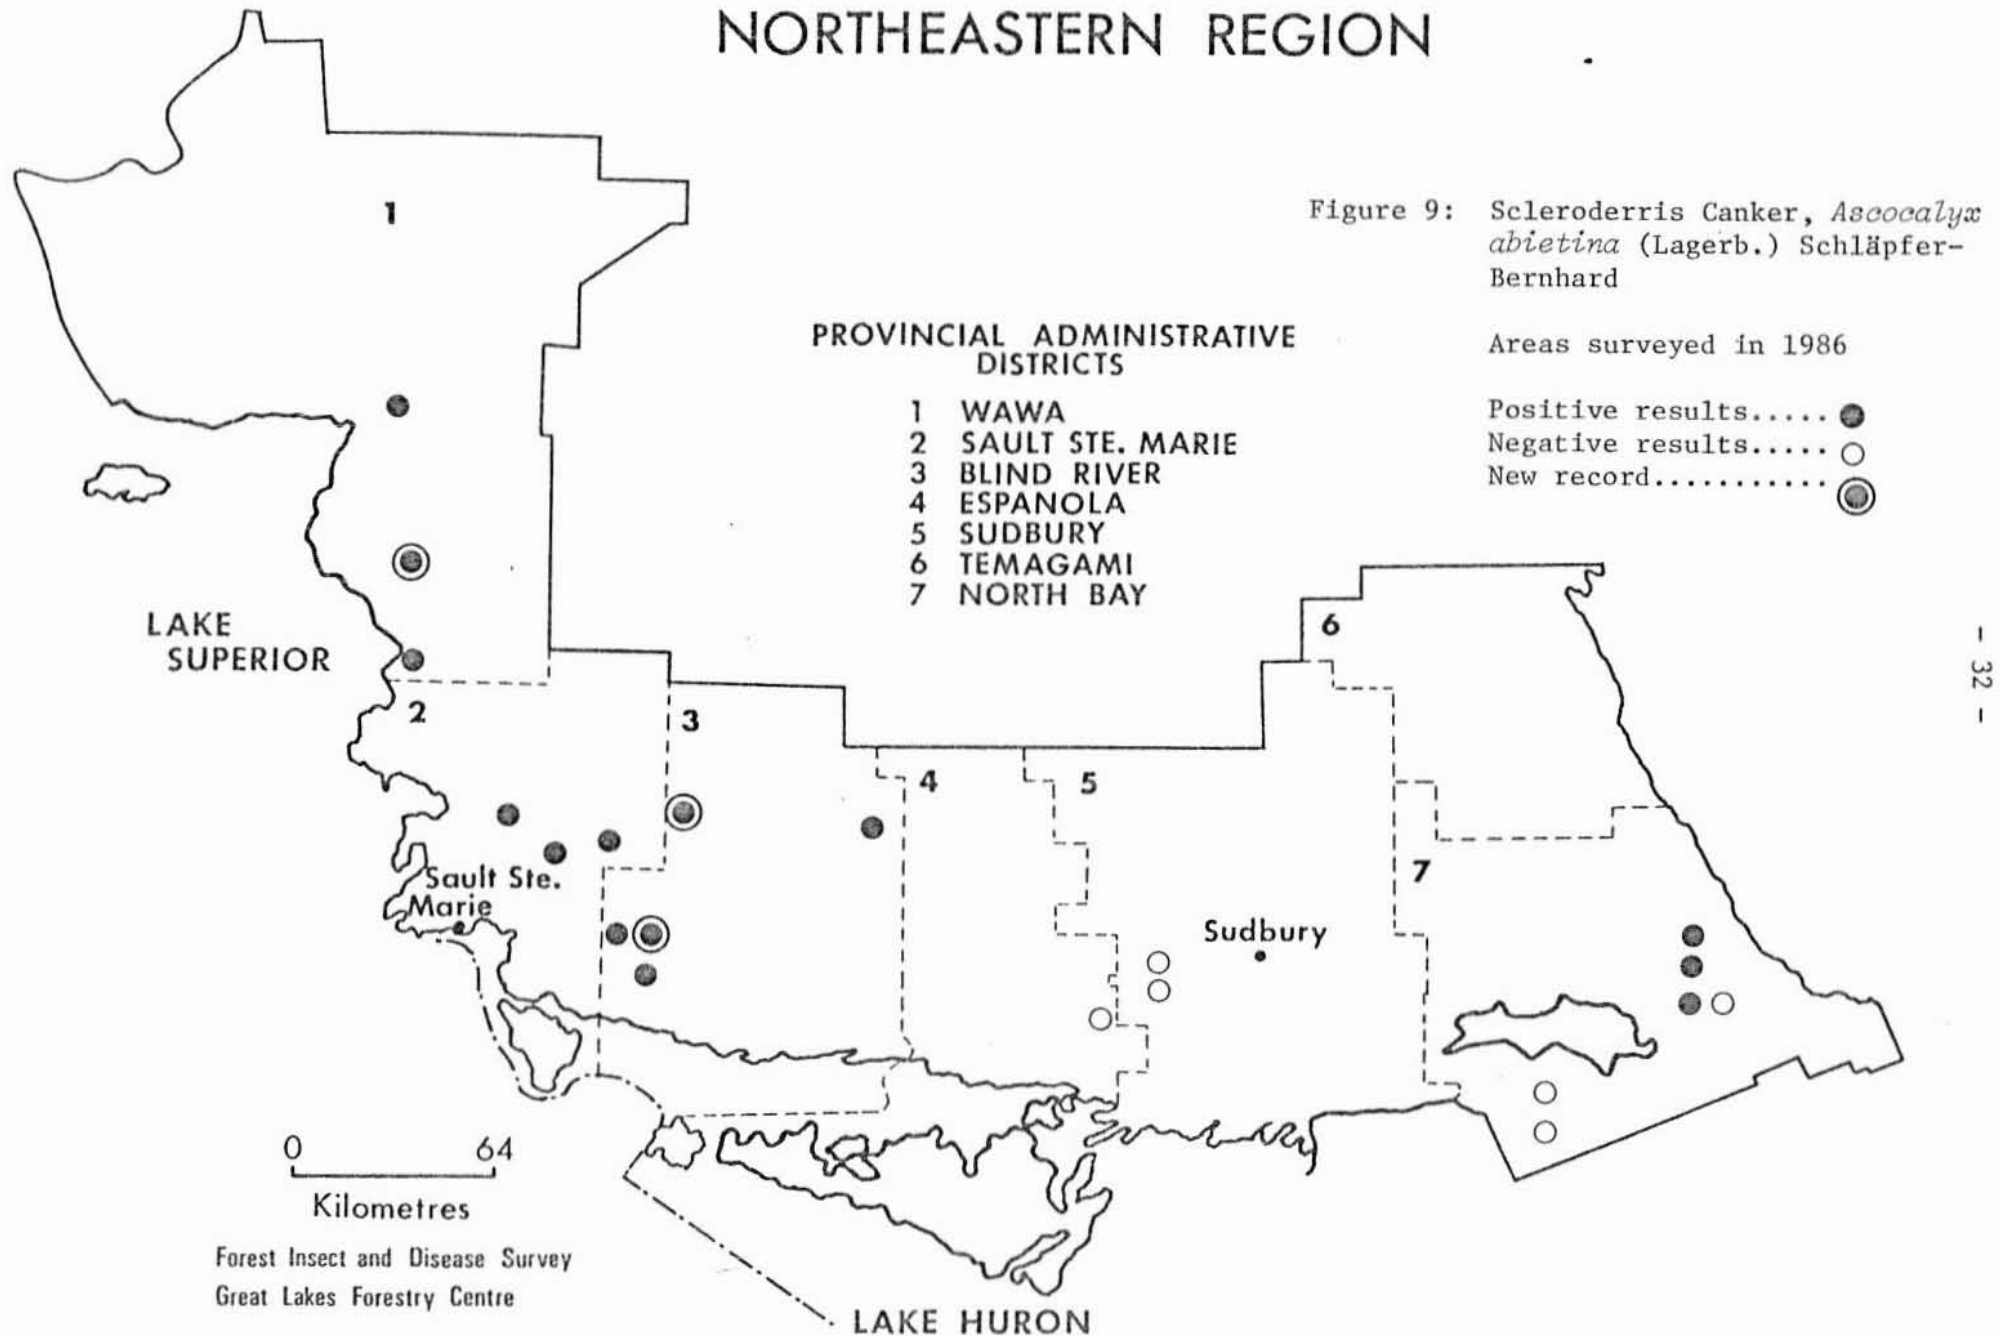 NORTHEASTERN REGION
Figure 9: Scleroderris Canker, Ascocalyx
abietina (Lagerb.) Schläpfer-
Bernhard
Areas surveyed in 1986
Positive results.....
Negative results.....
New record...........
PROVINCIAL ADMINISTRATIVE
DISTRICTS
1 WAWA
2 SAULT STE. MARIE
3 BLIND RIVER
4 ESPANOLA
5 SUDBURY
6 TEMAGAMI
7 NORTH BAY
1
LAKE
SUPERIOR
2
3
4
5
6
7
Sault Ste.
Marie
Sudbury
- 32 -
0 64
Kilometres
Forest Insect and Disease Survey
Great Lakes Forestry Centre
LAKE HURON